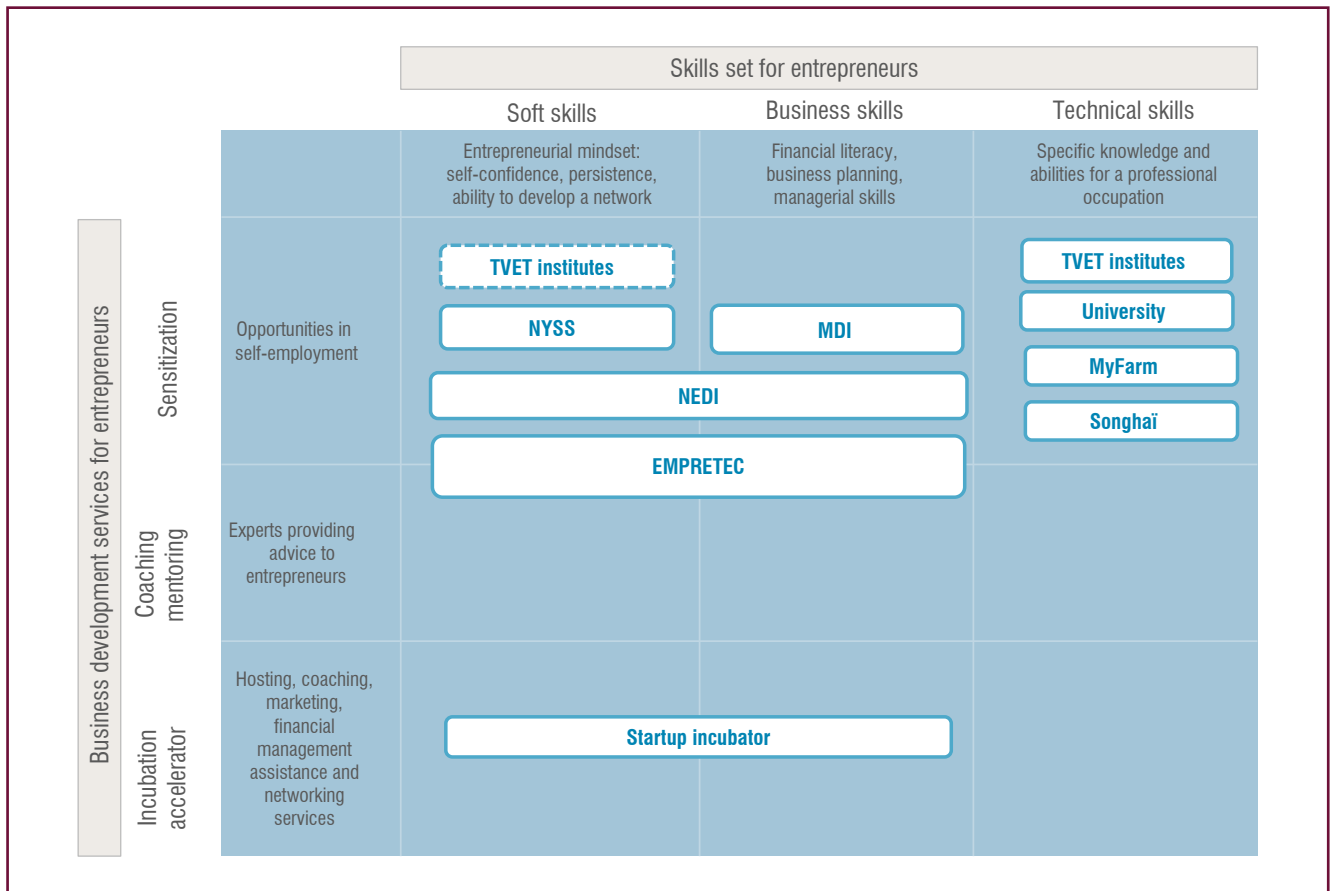 Skills set for entrepreneurs
Soft skills
Business skills
Technical skills
Entrepreneurial mindset:
self-confidence, persistence,
ability to develop a network
Financial literacy,
business planning,
managerial skills
Specific knowledge and
abilities for a professional
occupation
Business development services for entrepreneurs
Sensitization
Opportunities in
self-employment
TVET institutes
NYSS
MDI
NEDI
EMPRETEC
TVET institutes
University
MyFarm
Songhaï
Coaching
mentoring
Experts providing
advice to
entrepreneurs
Incubation
accelerator
Hosting, coaching,
marketing,
financial
management
assistance and
networking
services
Startup incubator